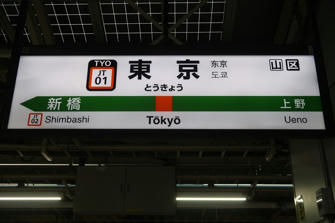 TYO
JT
01
東京
とうきょう
东京
도쿄
山区
新橋
上野
JT
02
Shimbashi
Tōkyō
Ueno